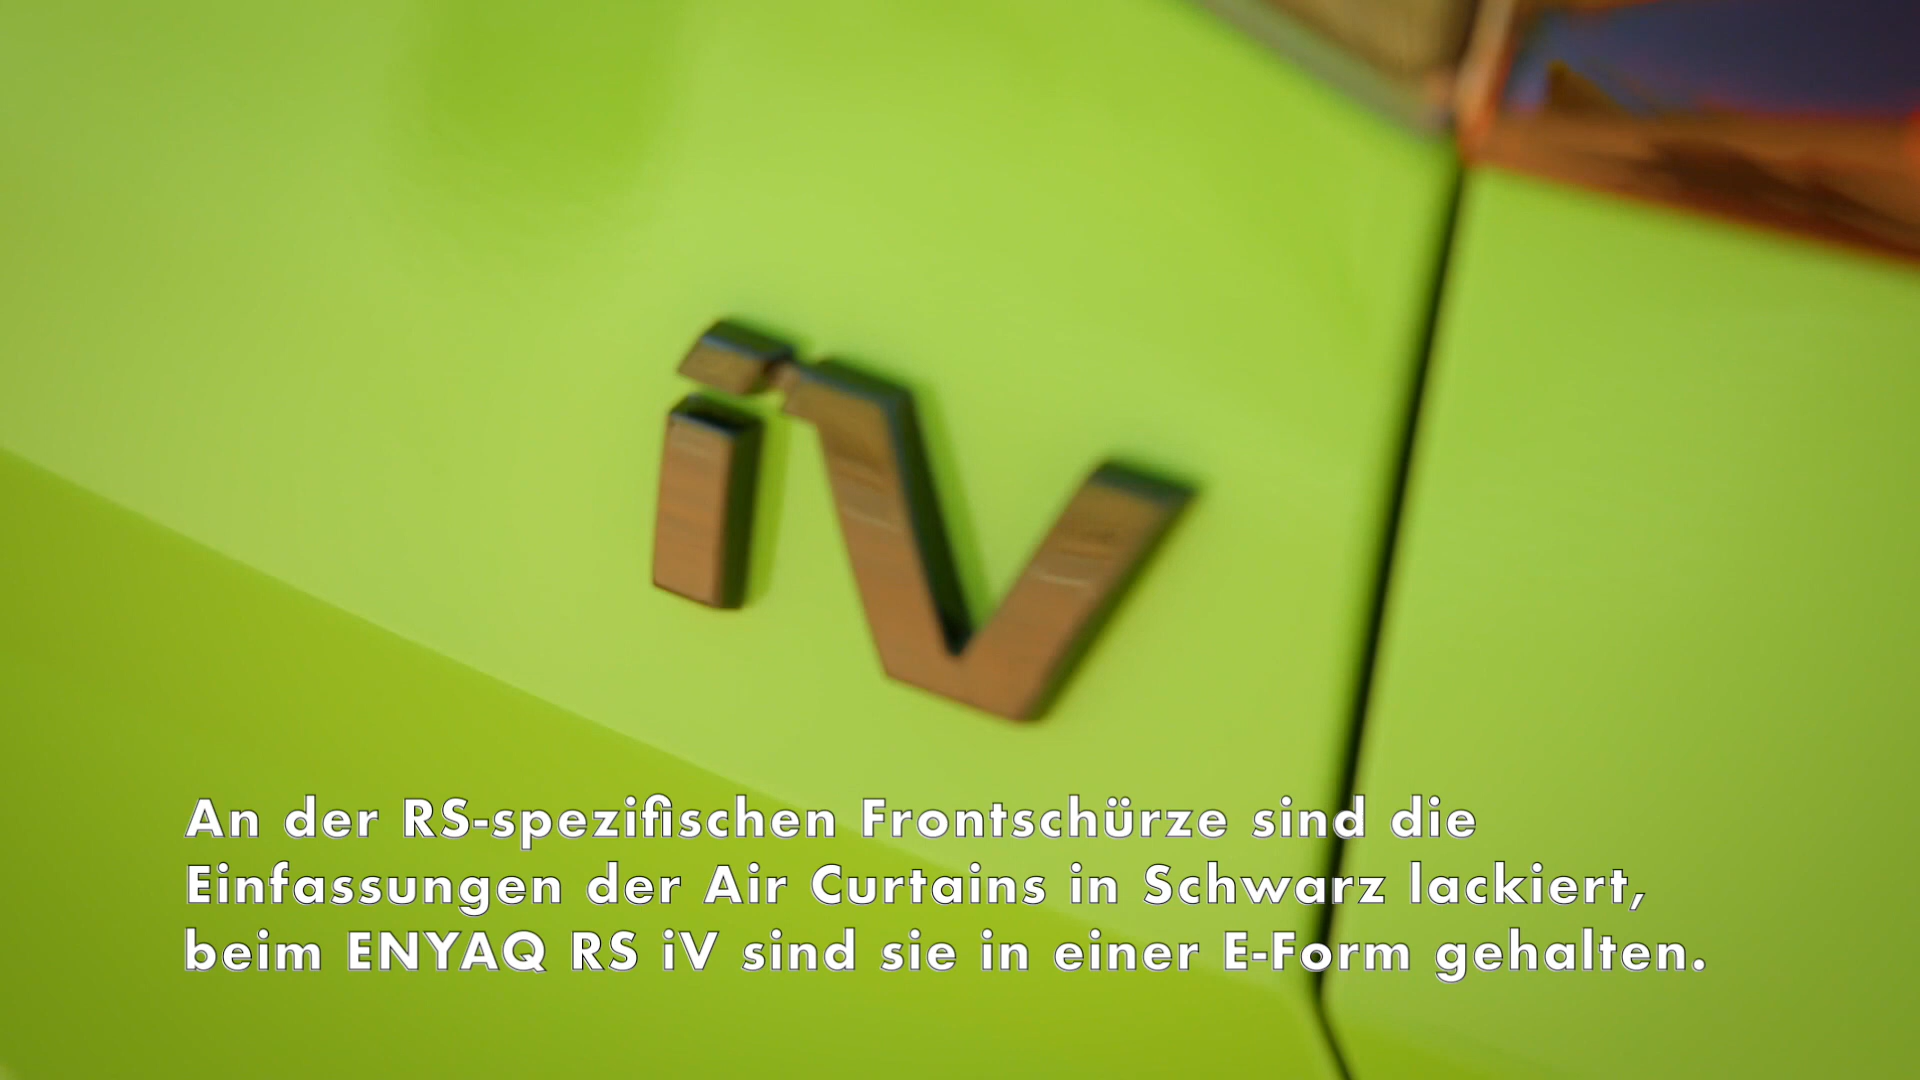 iV
An der RS-spezifischen Frontschürze sind die
Einfassungen der Air Curtains in Schwarz lackiert,
beim ENYAQ RS iV sind sie in einer E-Form gehalten.